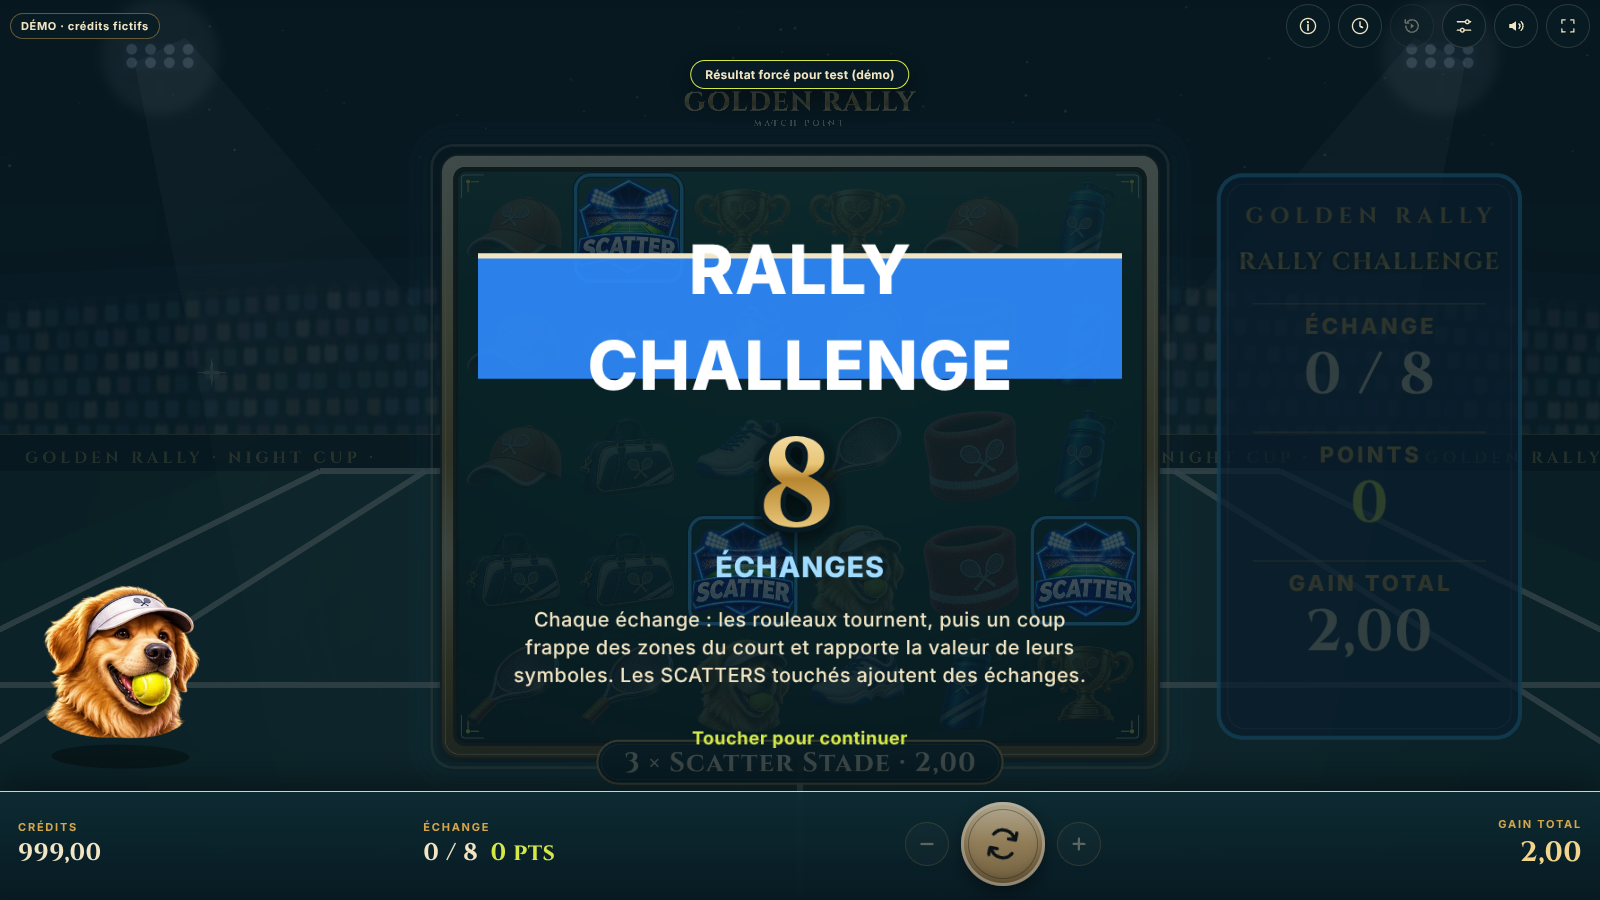 DÉMO · crédits fictifs
Résultat forcé pour test (démo)
GOLDEN RALLY
MATCH POINT
SCATTER
RALLY
CHALLENGE
8
ÉCHANGES
SCATTER
SCATTER
Chaque échange : les rouleaux tournent, puis un coup
frappe des zones du court et rapporte la valeur de leurs
symboles. Les SCATTERS touchés ajoutent des échanges.
Toucher pour continuer
3 × SCATTER STADE · 2,00
GOLDEN RALLY
RALLY CHALLENGE
ÉCHANGE
0 / 8
POINTS
0
GAIN TOTAL
2,00
GOLDEN RALLY · NIGHT CUP ·
NIGHT CUP · GOLDEN RALLY
CRÉDITS
999,00
ÉCHANGE
0 / 8 0 PTS
GAIN TOTAL
2,00